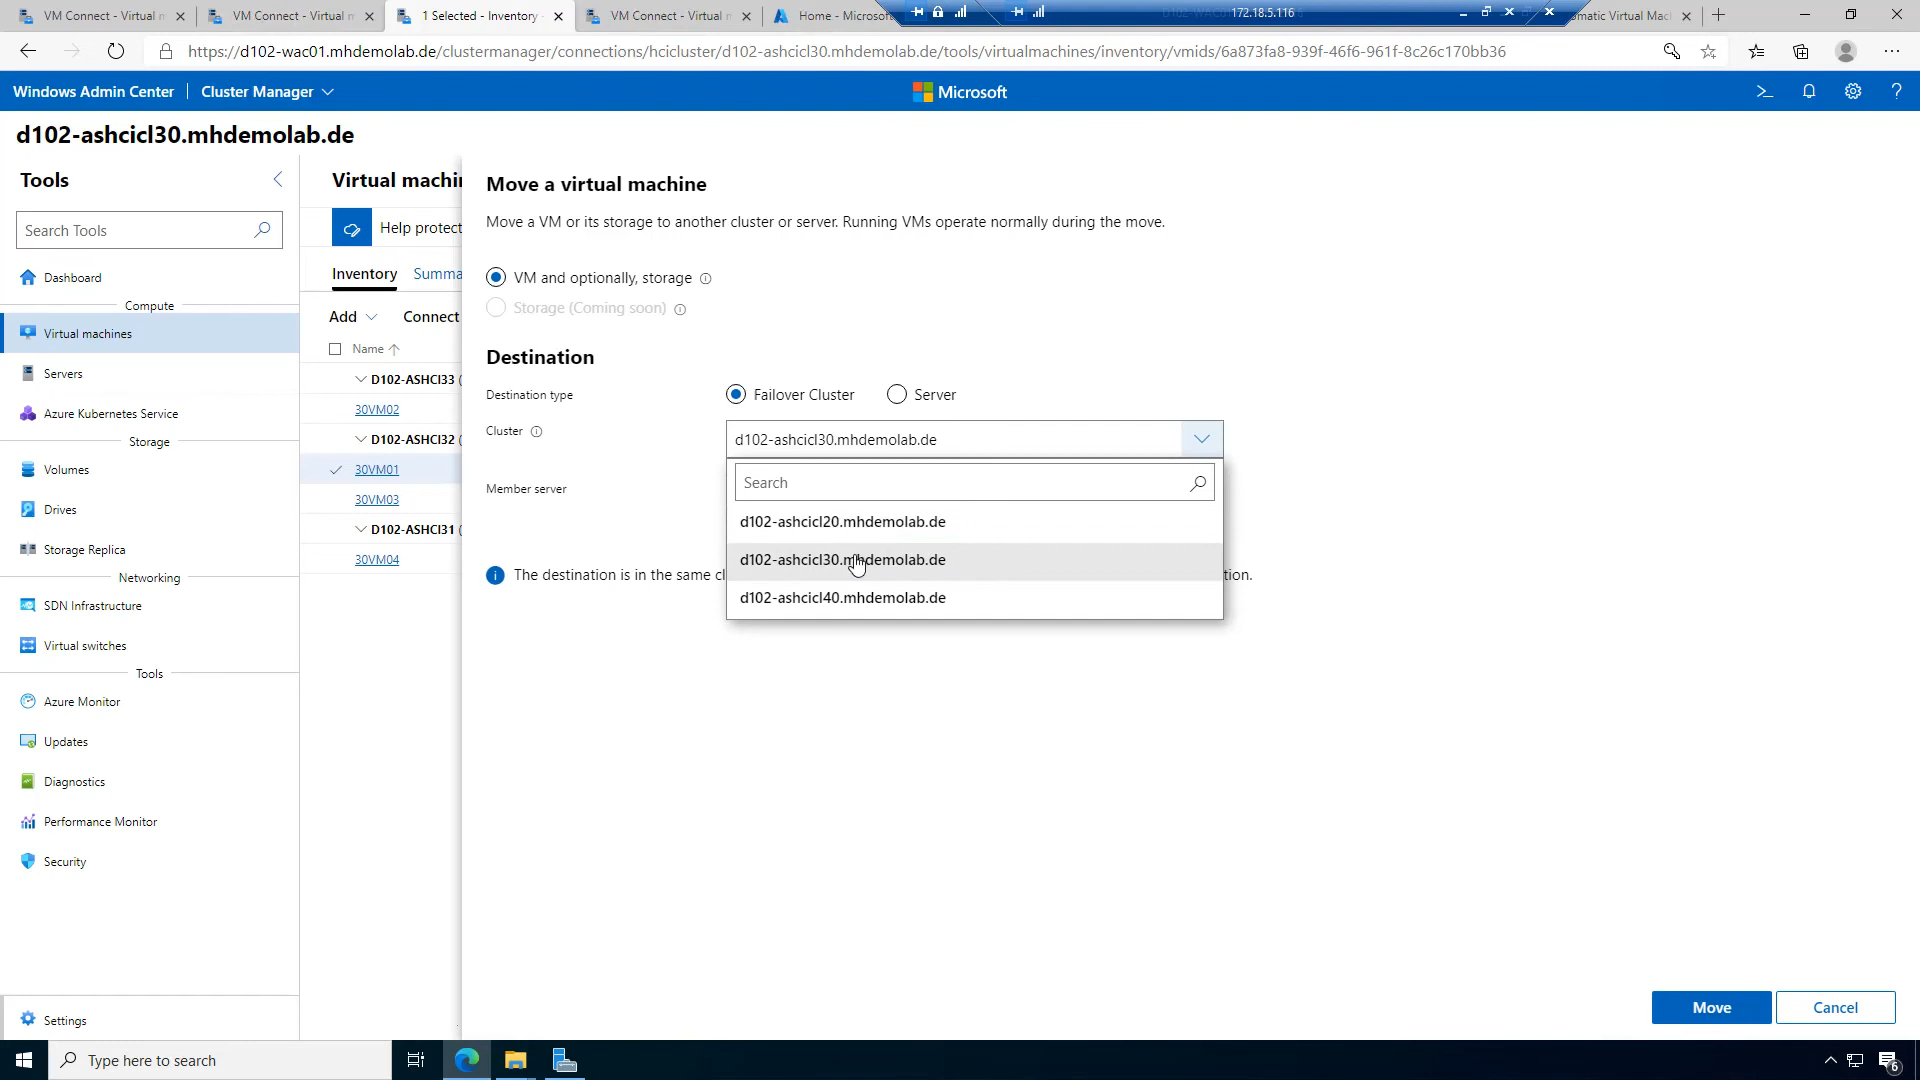 VM Connect - Virtual m
VM Connect - Virtual m
1 Selected - Inventory
VM Connect - Virtual m
Home - Microso
172.18.5.116
omatic Virtual Mac
https://d102-wac01.mhdemolab.de/clustermanager/connections/hcicluster/d102-ashcicl30.mhdemolab.de/tools/virtualmachines/inventory/vmids/6a873fa8-939f-46f6-961f-8c26c170bb36
Windows Admin Center
Cluster Manager
Microsoft
d102-ashcicl30.mhdemolab.de
Tools
Search Tools
Dashboard
Compute
Virtual machines
Servers
Azure Kubernetes Service
Storage
Volumes
Drives
Storage Replica
Networking
SDN Infrastructure
Virtual switches
Tools
Azure Monitor
Updates
Diagnostics
Performance Monitor
Security
Settings
Virtual machin
Help protect
Inventory
Summa
Add
Connect
Name
D102-ASHCI33 (
30VM02
D102-ASHCI32
30VM01
30VM03
D102-ASHCI31 (
30VM04
Move a virtual machine
Move a VM or its storage to another cluster or server. Running VMs operate normally during the move.
VM and optionally, storage
Storage (Coming soon)
Destination
Destination type
Failover Cluster
Server
Cluster
d102-ashcicl30.mhdemolab.de
Search
d102-ashcicl20.mhdemolab.de
d102-ashcicl30.mhdemolab.de
d102-ashcicl40.mhdemolab.de
Member server
The destination is in the same cl
tion.
Move
Cancel
Type here to search
6